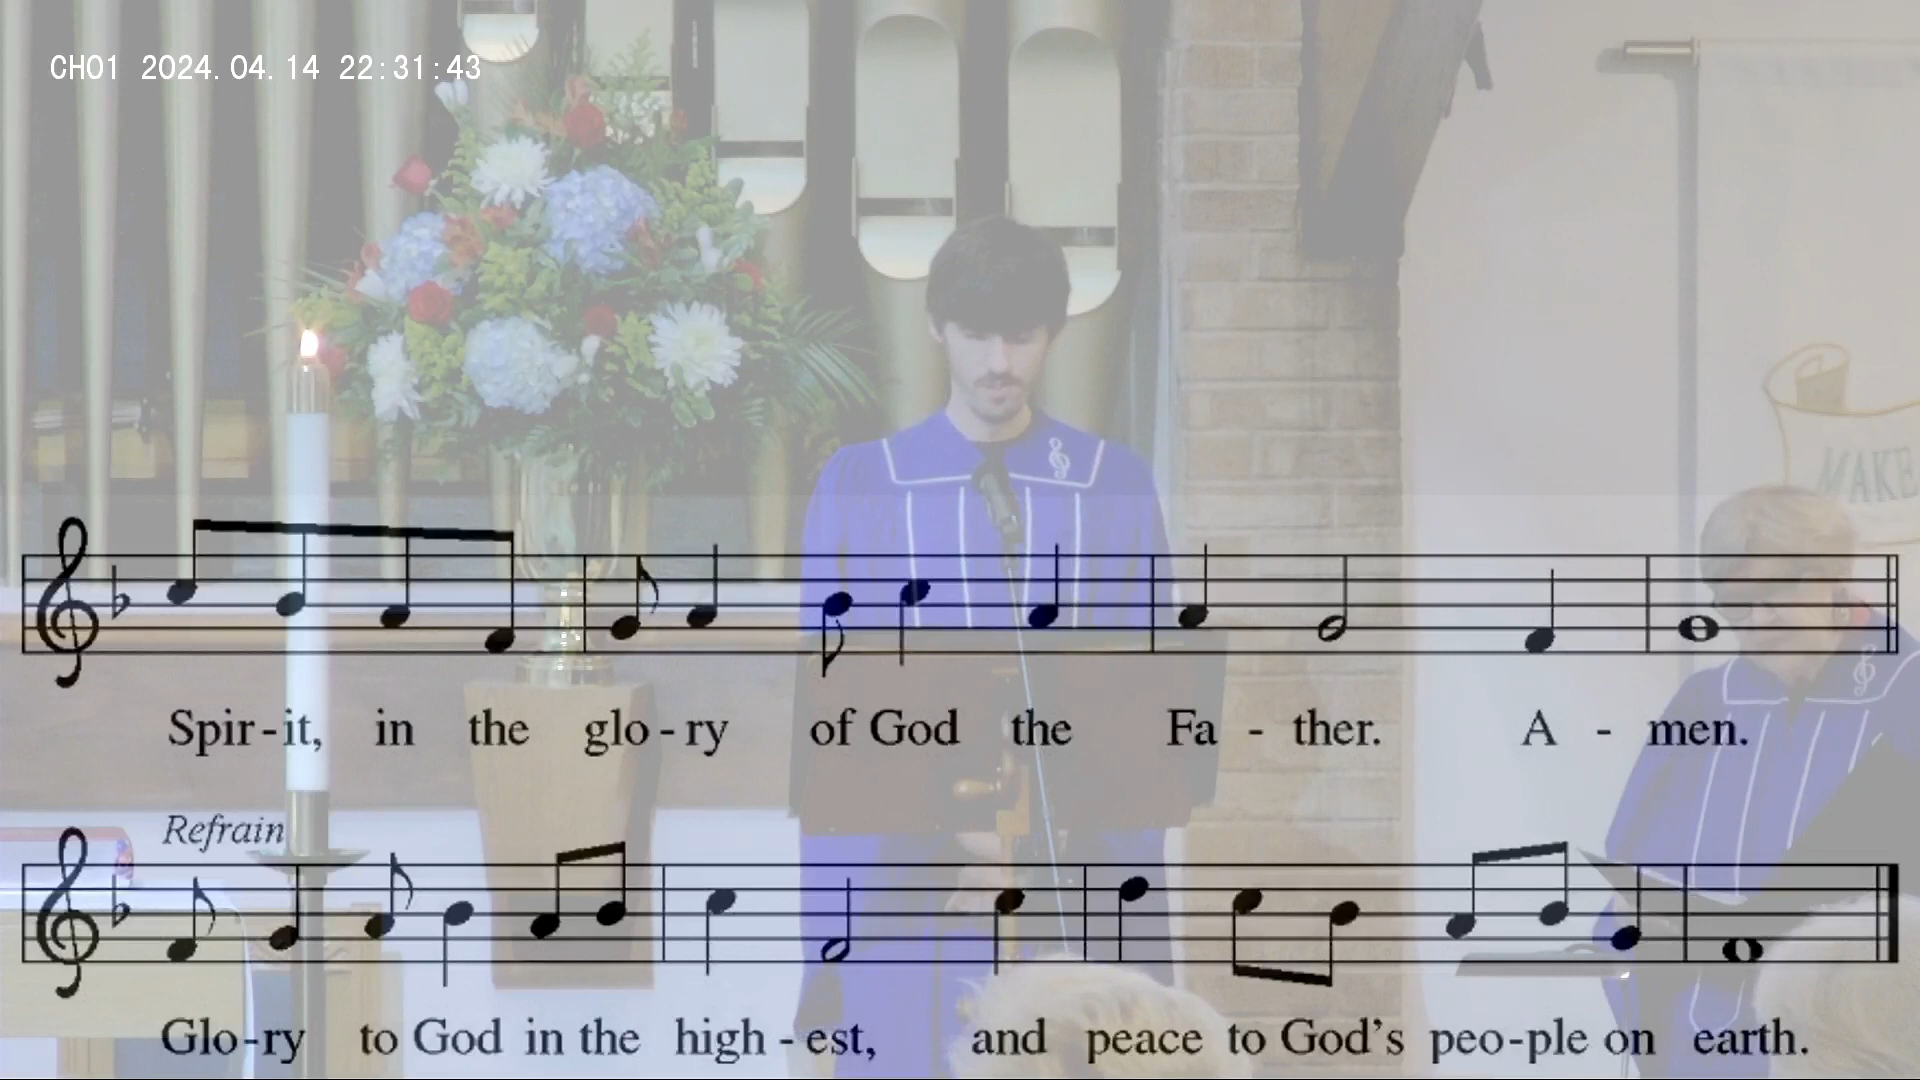 CH01 2024.04.14 22:31:43
MAKE
Spir-it, in the glo-ry of God the Fa - ther. A - men.
Refrain
Glo-ry to God in the high-est, and peace to God's peo-ple on earth.